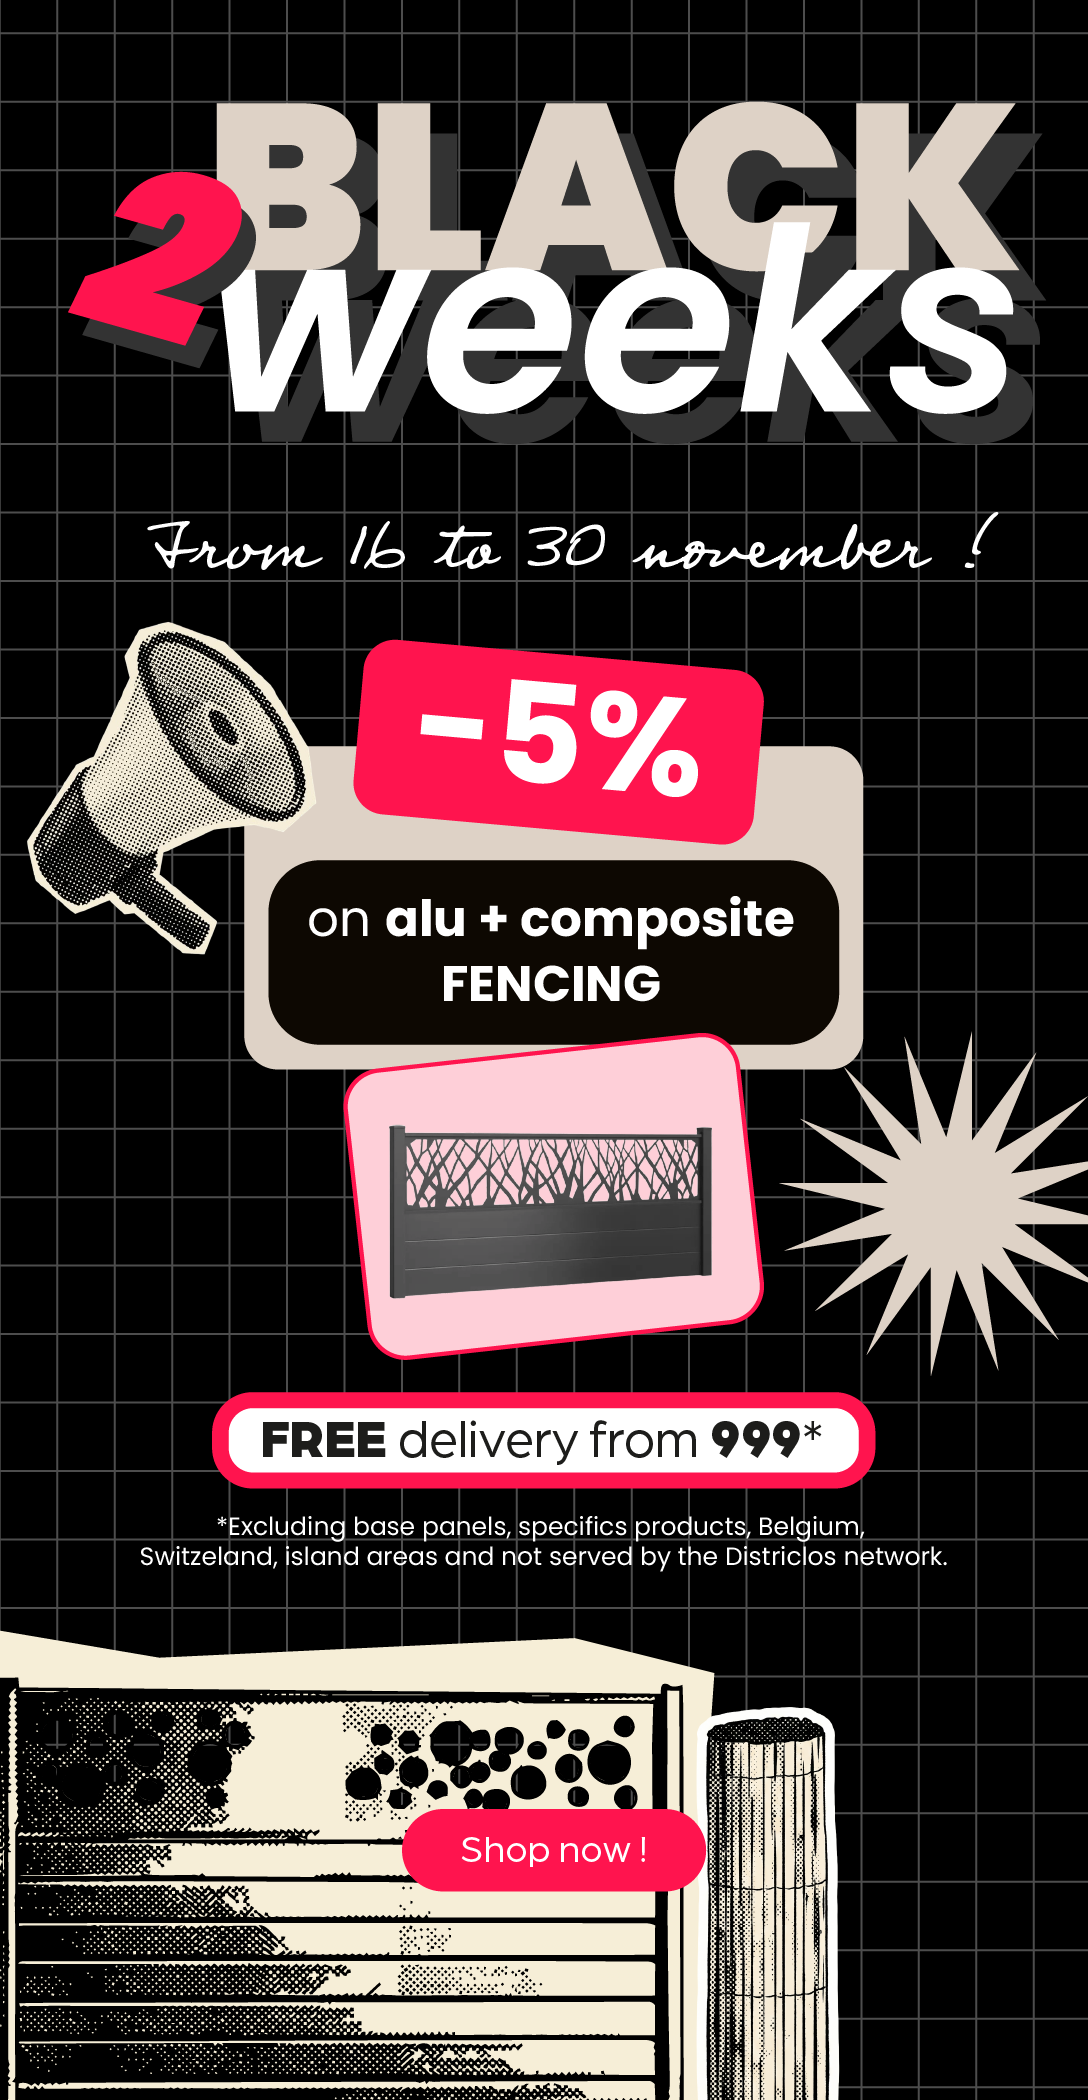 2 BLACK
weeks
From 16 to 30 november !
-5%
on alu + composite
FENCING
FREE delivery from 999*
*Excluding base panels, specifics products, Belgium,
Switzeland, island areas and not served by the Districlos network.
Shop now !